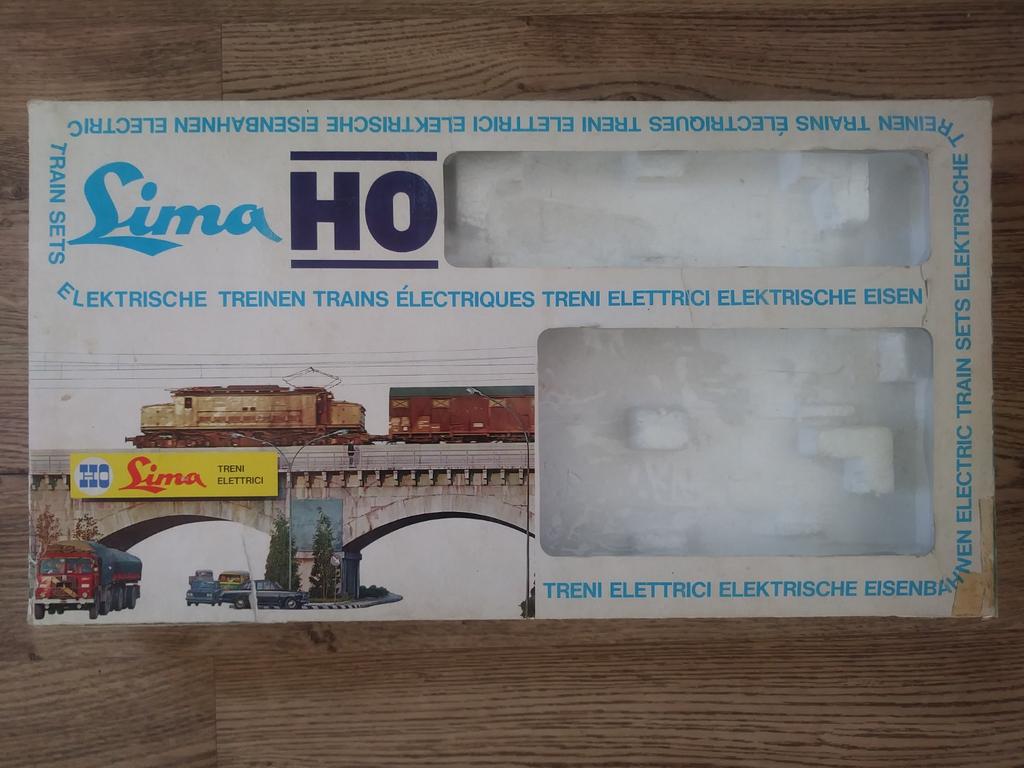 TREINEN TRAINS ÉLECTRIQUES TRENI ELETTRICI ELEKTRISCHE EISENBAHNEN ELECTRIC
TRAIN SETS
Lima
HO
ELEKTRISCHE TREINEN TRAINS ÉLECTRIQUES TRENI ELETTRICI ELEKTRISCHE EISEN
HO Lima TRENI
ELETTRICI
TRENI ELETTRICI ELEKTRISCHE EISENBAHNEN ELECTRIC TRAIN SETS ELEKTRISCHE